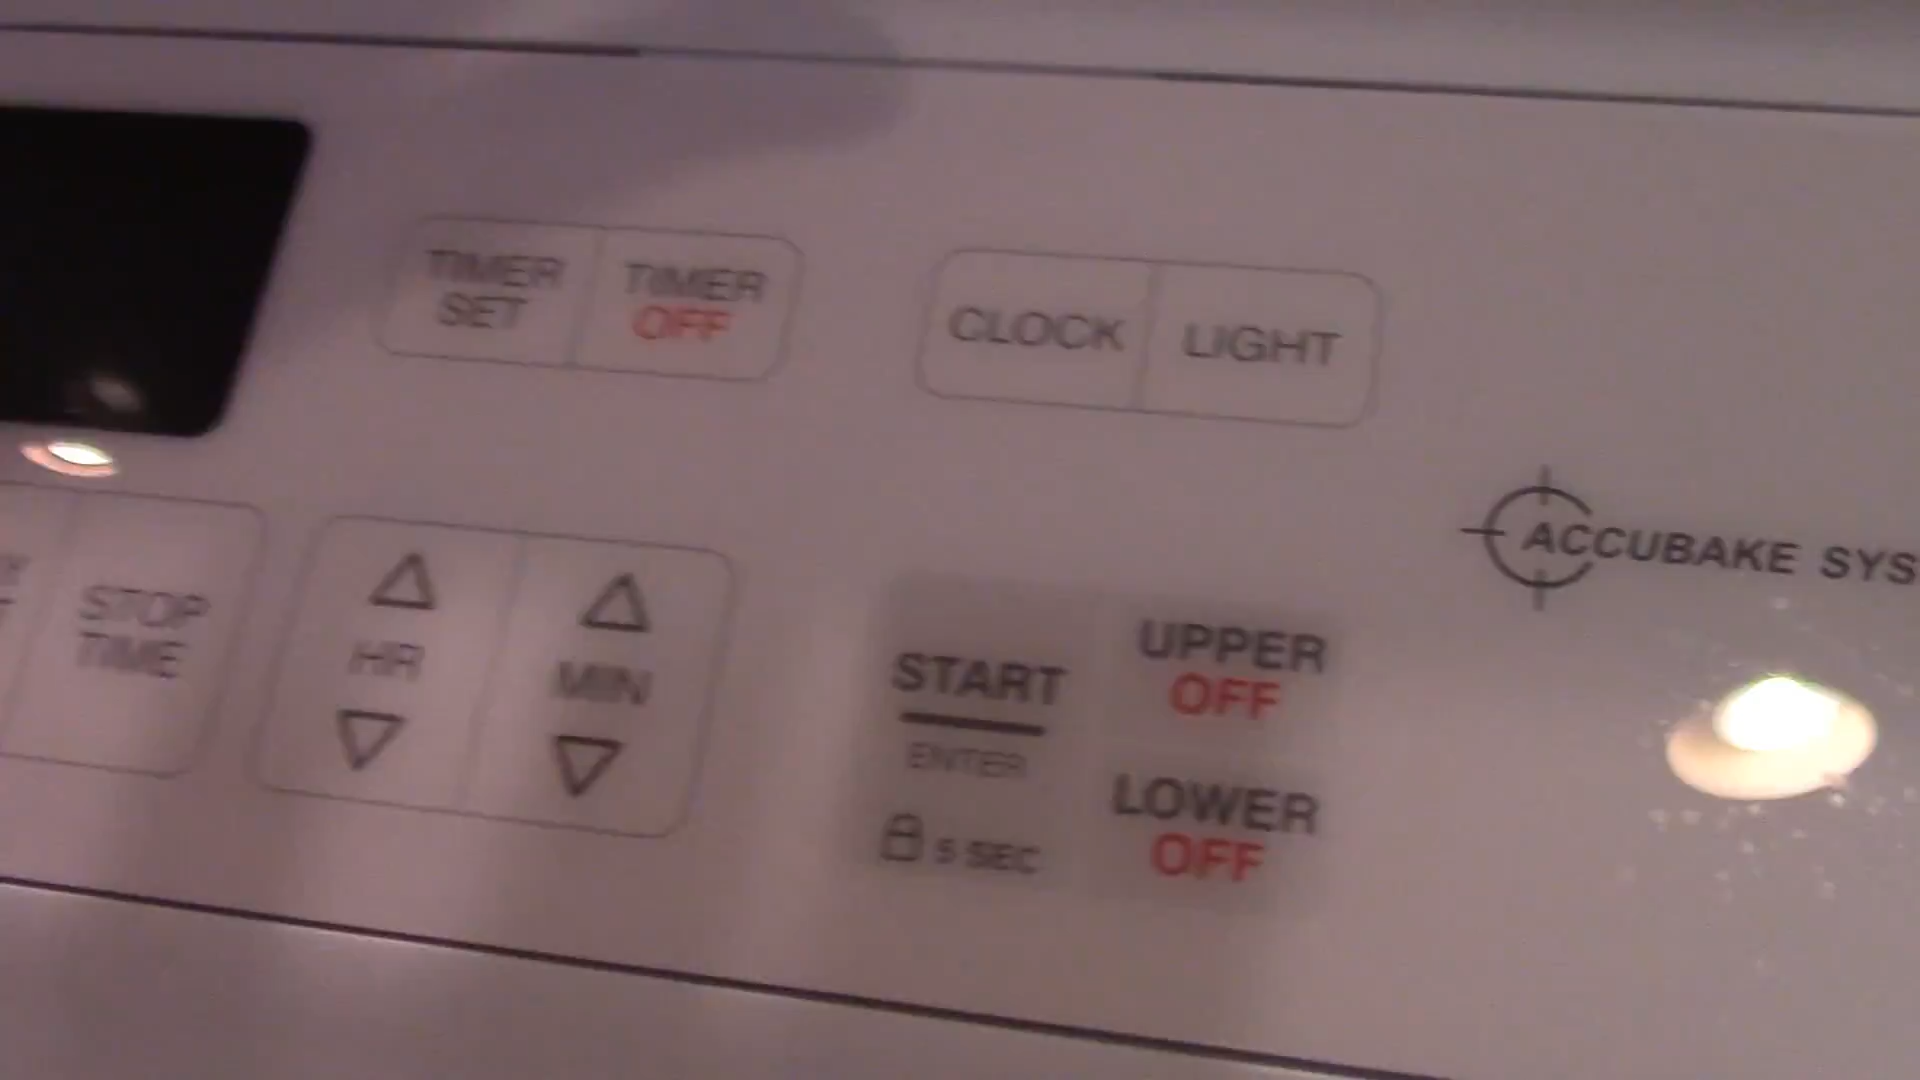 TIMER
SET
TIMER
OFF
CLOCK
LIGHT
ACCUBAKE SYS
STOP
TIME
HR
MIN
START
ENTER
5 SEC
UPPER
OFF
LOWER
OFF